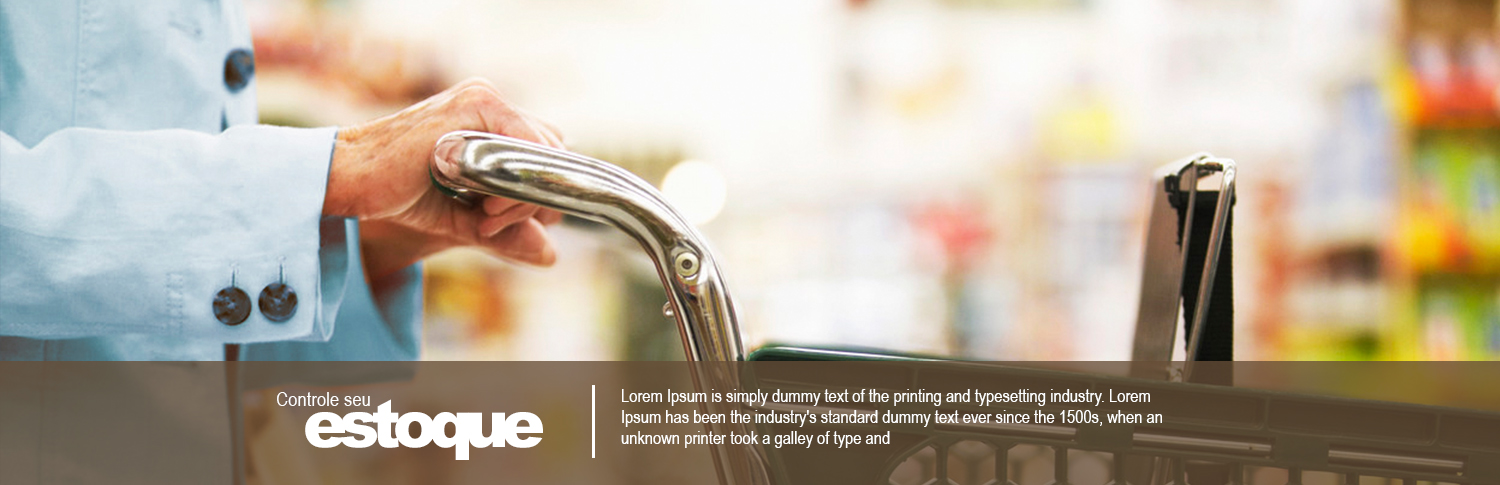 Controle seu
estoque
Lorem Ipsum is simply dummy text of the printing and typesetting industry. Lorem
Ipsum has been the industry's standard dummy text ever since the 1500s, when an
unknown printer took a galley of type and